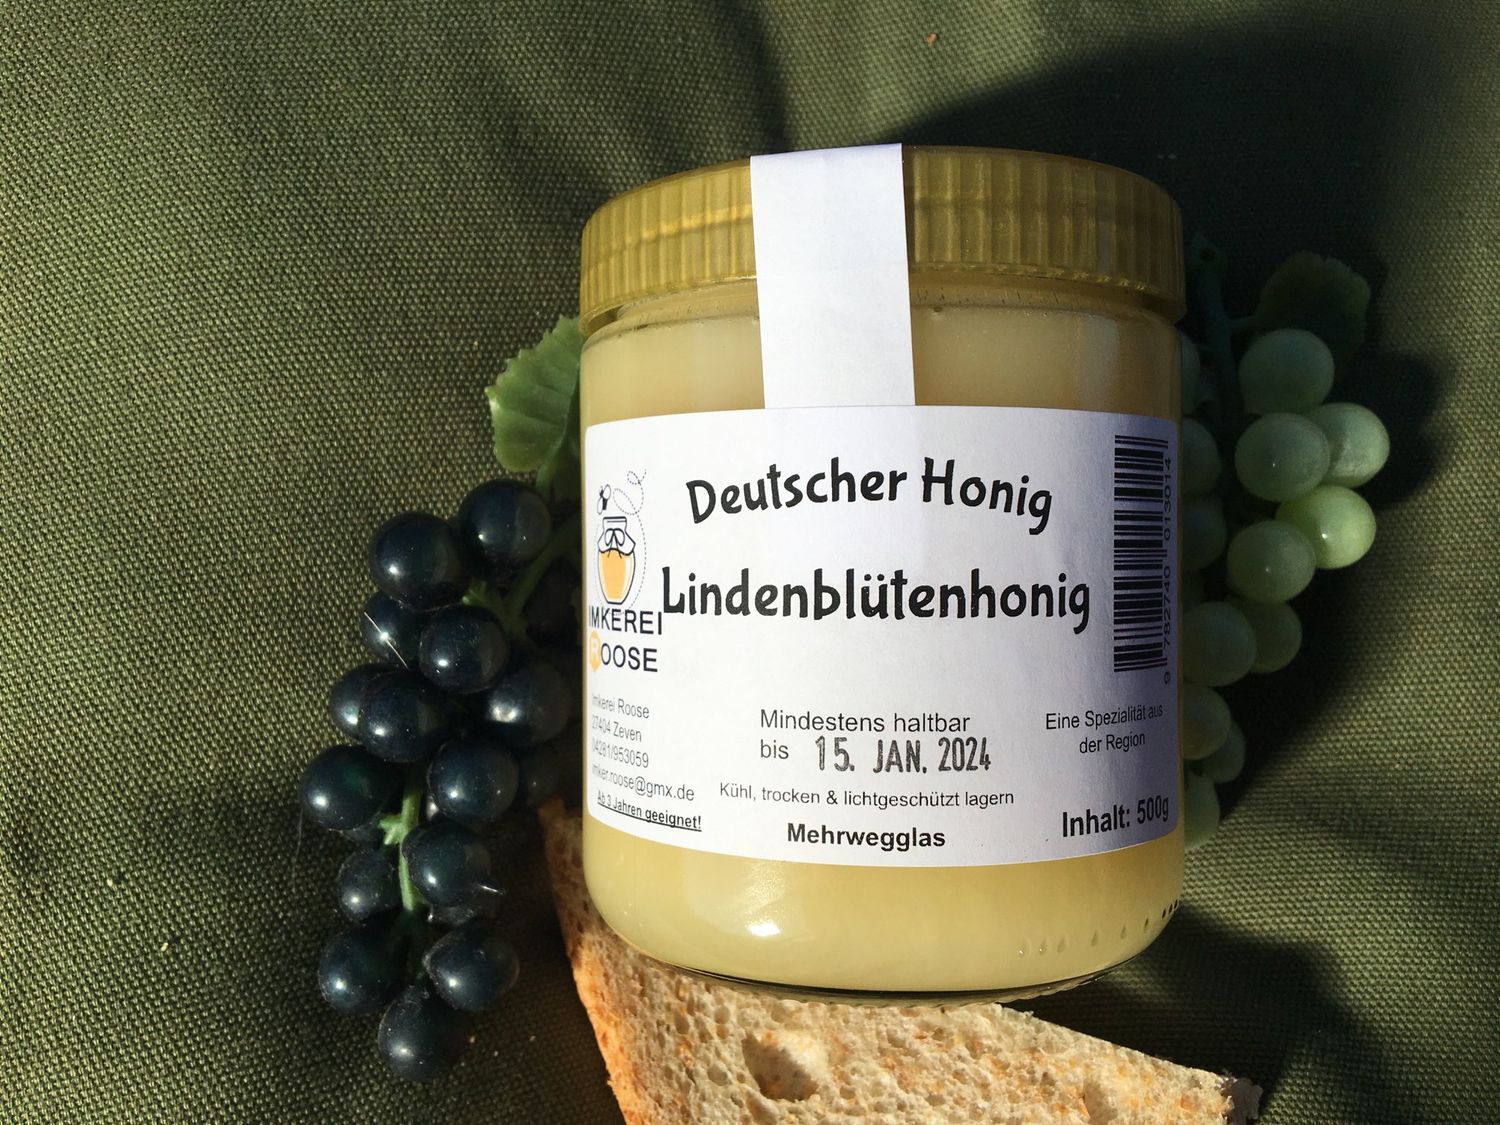 Deutscher Honig
Lindenblütenhonig
IMKEREI
ROOSE
Imkerei Roose
27404 Zeven
04281/953059
imker.roose@gmx.de
Ab 3 Jahren geeignet!
Mindestens haltbar
bis 15. JAN. 2024
Kühl, trocken & lichtgeschützt lagern
Mehrwegglas
Eine Spezialität aus
der Region
Inhalt: 500g
9 782740 013014